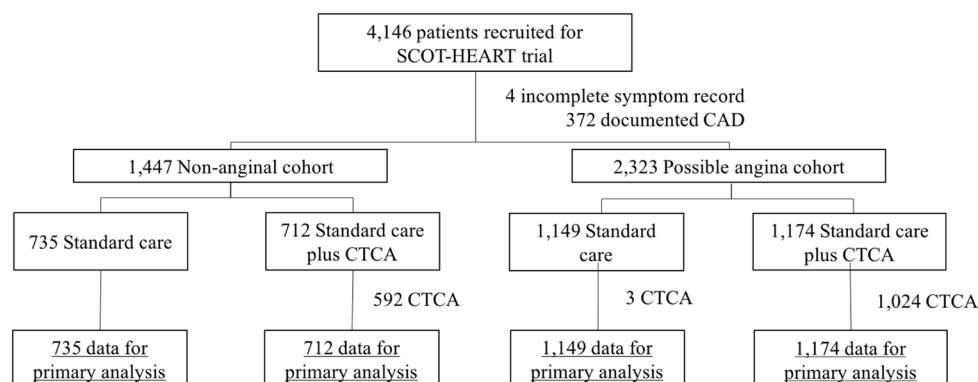 4,146 patients recruited for
SCOT-HEART trial
4 incomplete symptom record
372 documented CAD
1,447 Non-anginal cohort
2,323 Possible angina cohort
735 Standard care
712 Standard care
plus CTCA
1,149 Standard
care
1,174 Standard care
plus CTCA
592 CTCA
3 CTCA
1,024 CTCA
735 data for
primary analysis
712 data for
primary analysis
1,149 data for
primary analysis
1,174 data for
primary analysis